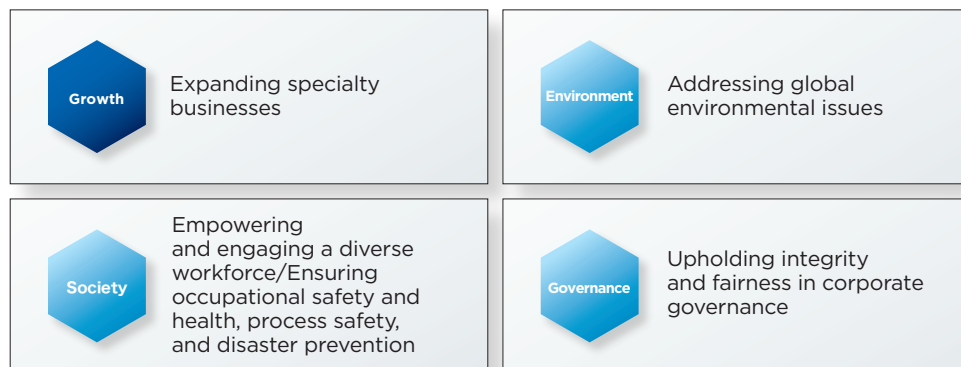 Growth
Expanding specialty
businesses
Environment
Addressing global
environmental issues
Society
Empowering
and engaging a diverse
workforce/Ensuring
occupational safety and
health, process safety,
and disaster prevention
Governance
Upholding integrity
and fairness in corporate
governance